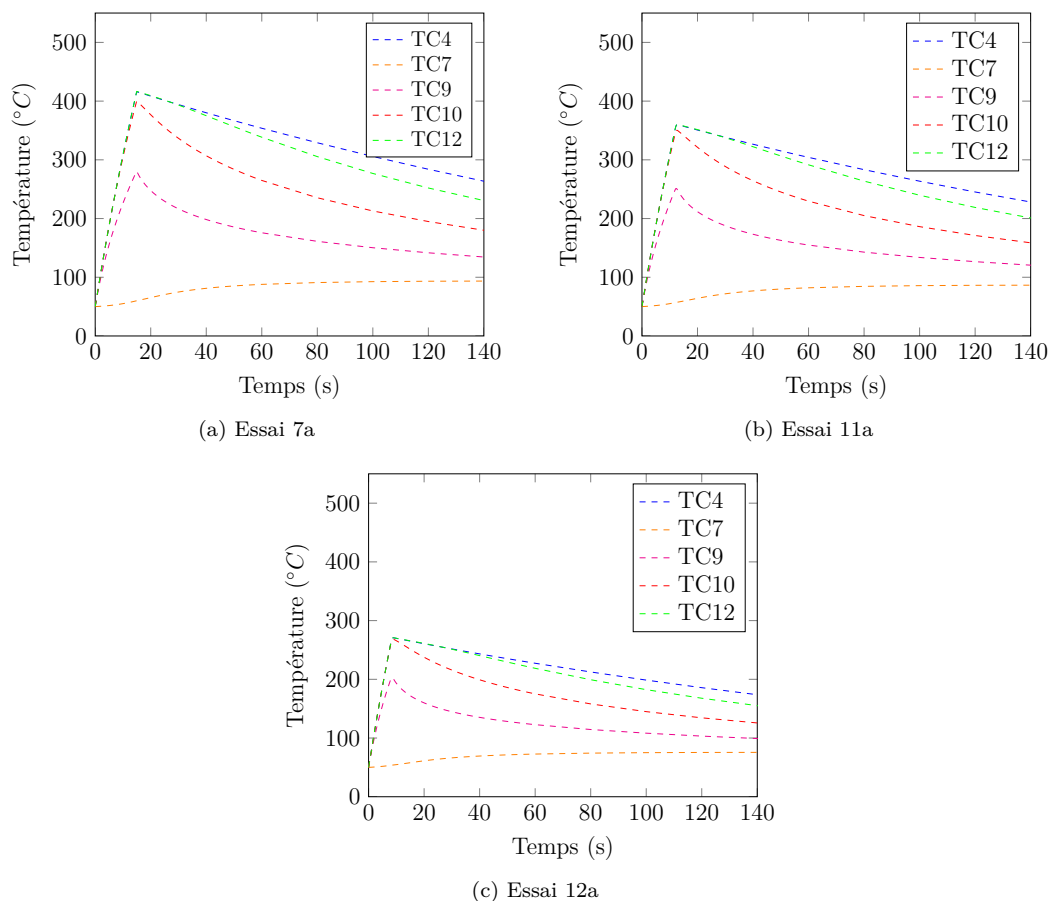 500
400
300
200
100
0
0 20 40 60 80 100 120 140
Température (°C)
Temps (s)
TC4
TC7
TC9
TC10
TC12
(a) Essai 7a
500
400
300
200
100
0
0 20 40 60 80 100 120 140
Température (°C)
Temps (s)
TC4
TC7
TC9
TC10
TC12
(b) Essai 11a
500
400
300
200
100
0
0 20 40 60 80 100 120 140
Température (°C)
Temps (s)
TC4
TC7
TC9
TC10
TC12
(c) Essai 12a